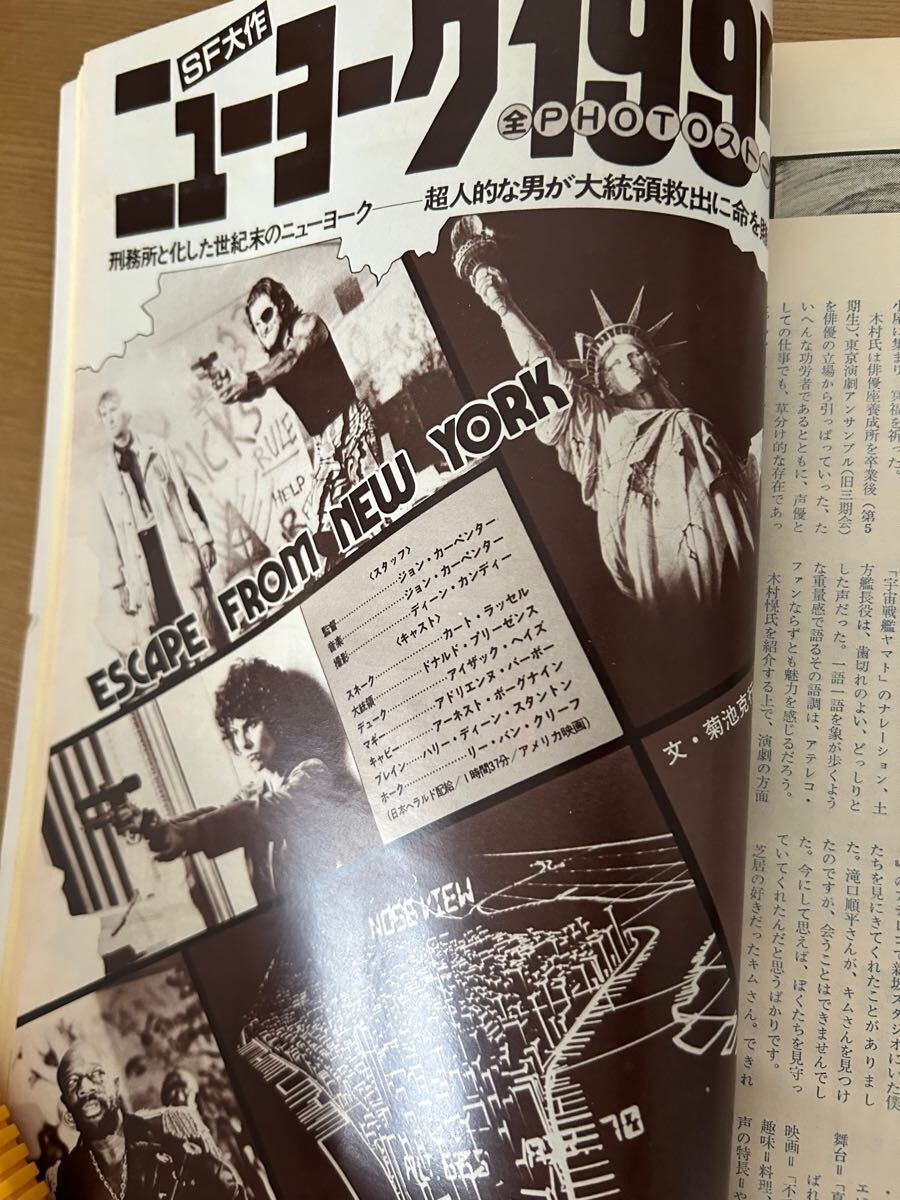 SF大作
ニューヨーク199
全PHOTOストー
刑務所と化した世紀末のニューヨーク――超人的な男が大統領救出に命を
RULE
HELP
ESCAPE FROM NEW YORK
〈スタッフ〉
監督…………ジョン・カーペンター
音楽…………ジョン・カーペンター
撮影…………ディーン・カンディー
〈キャスト〉
スネーク…………カート・ラッセル
大統領…………ドナルド・プリーゼンス
デューク…………アイザック・ヘイズ
マギー…………アドリエンヌ・バーボー
キャビー…………アーネスト・ボーグナイン
ブレイン……ハリー・ディーン・スタントン
ホーク…………リー・バン・クリーフ
(日本ヘラルド配給/1時間37分/アメリカ映画)
文・菊池克
木村氏は俳優座養成所を卒業後(第5
期生)、東京演劇アンサンブル(旧三期会)
を俳優の立場から引っぱっていった、た
いへんな功労者であるとともに、声優と
しての仕事でも、草分け的な存在であっ
「宇宙戦艦ヤマト」のナレーション、土
方艦長役は、歯切れのよい、どっしりと
した声だった。一語一語を象が歩くよう
な重量感で語るその語調は、アテレコ・
ファンならずとも魅力を感じるだろう。
木村愰氏を紹介する上で、演劇の方面
スタジオにいた僕
たちを見にきてくれたことがありまし
た。滝口順平さんが、キムさんを見つけ
たのですが、会うことはできませんでし
た。今にして思えば、ぼくたちを見守っ
ていてくれたんだと思うばかりです。
芝居の好きだったキムさん。できれ
舞台=
映画=「不
趣味=料理
声の特長=